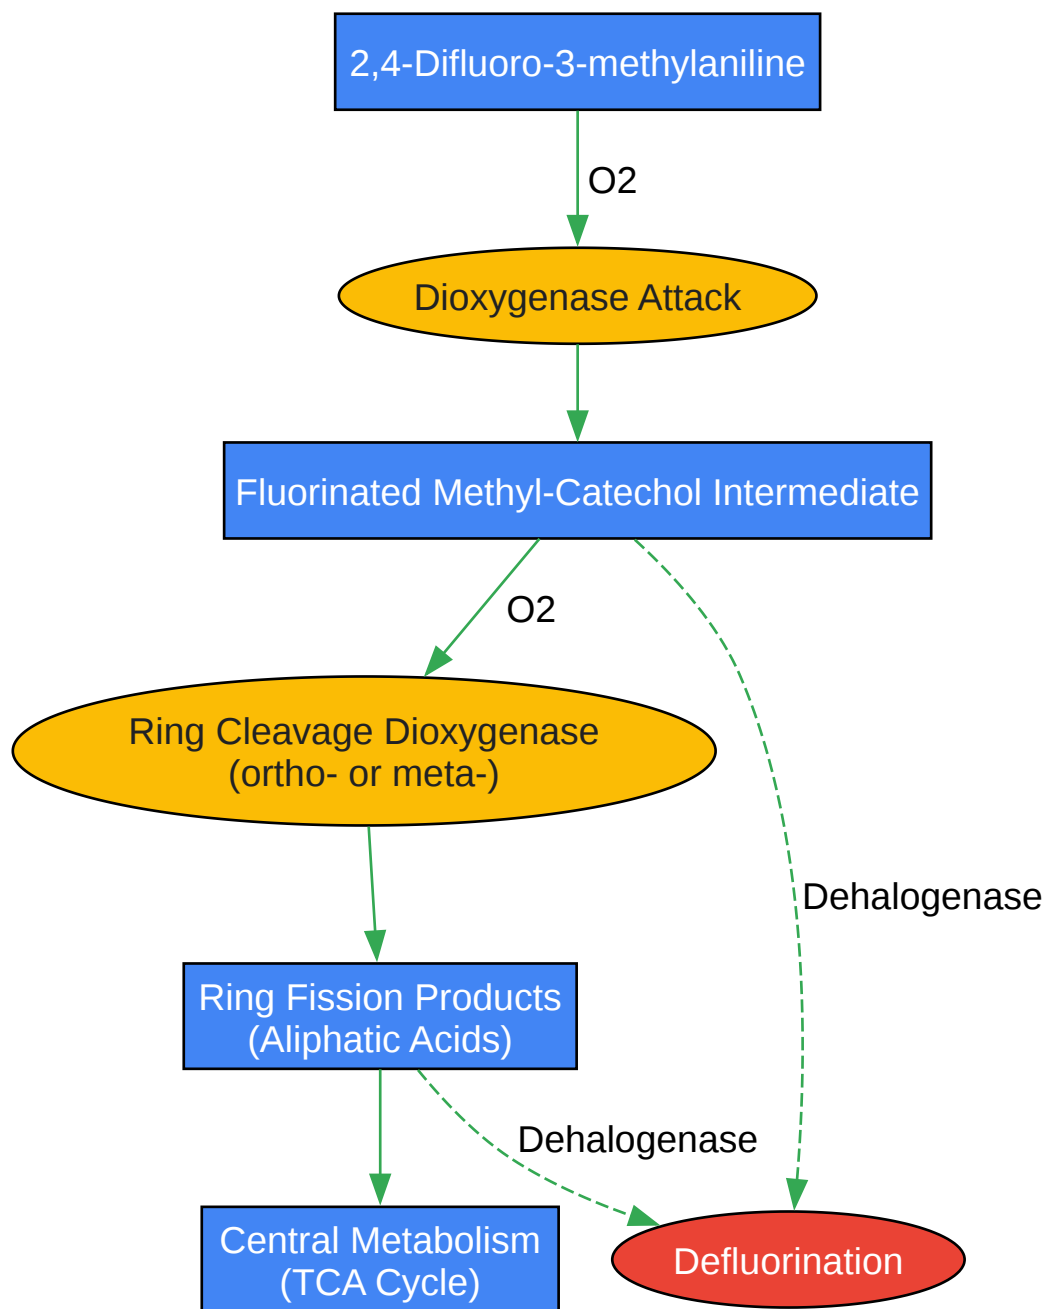 2,4-Difluoro-3-methylaniline
O2
Dioxygenase Attack
Fluorinated Methyl-Catechol Intermediate
O2
Ring Cleavage Dioxygenase
(ortho- or meta-)
Dehalogenase
Ring Fission Products
(Aliphatic Acids)
Dehalogenase
Central Metabolism
(TCA Cycle)
Defluorination